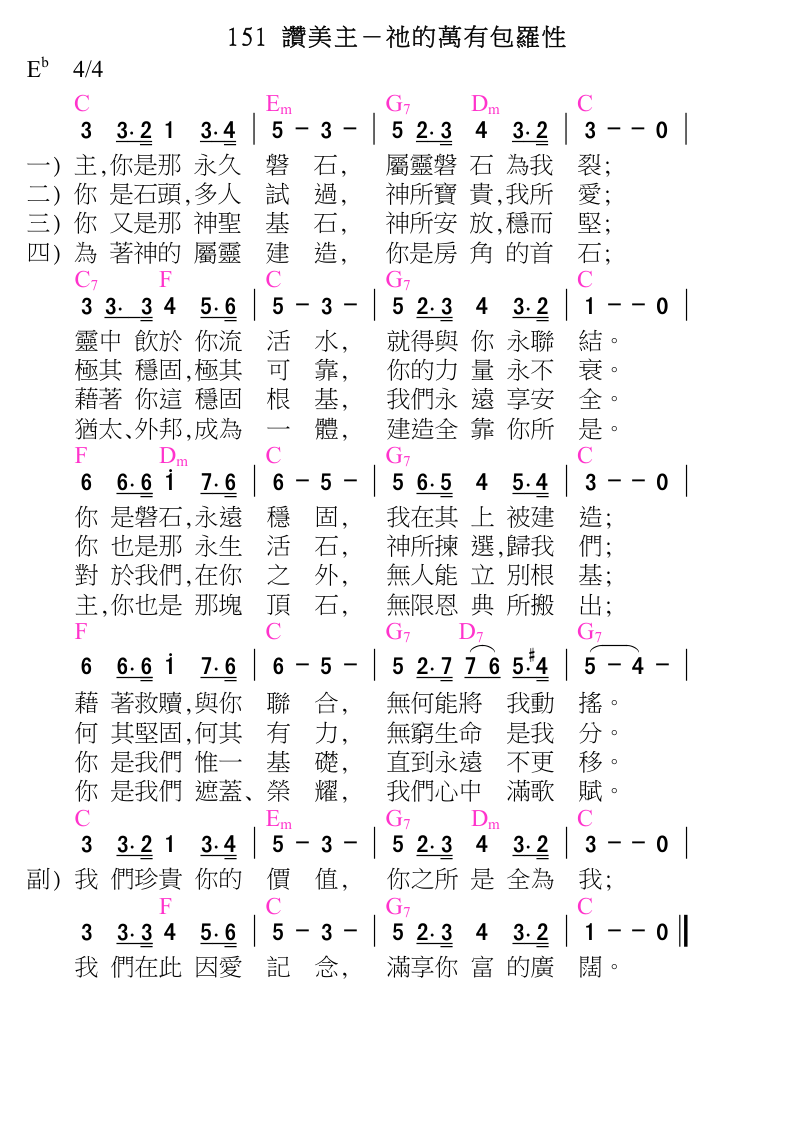 151 讚美主－祂的萬有包羅性
E♭ 4/4
C Em G7 Dm C
3 3·2 1 3·4 | 5 - 3 - | 5 2·3 4 3·2 | 3 - - 0 |
一) 主,你是那 永久 磐 石, 屬靈磐 石 為我 裂;
二) 你 是石頭,多人 試 過, 神所寶 貴,我所 愛;
三) 你 又是那 神聖 基 石, 神所安 放,穩而 堅;
四) 為 著神的 屬靈 建 造, 你是房 角 的首 石;
C7 F C G7 C
3 3· 3 4 5·6 | 5 - 3 - | 5 2·3 4 3·2 | 1 - - 0 |
靈中 飲於 你流 活 水, 就得與 你 永聯 結。
極其 穩固,極其 可 靠, 你的力 量 永不 衰。
藉著 你這 穩固 根 基, 我們永 遠 享安 全。
猶太、外邦,成為 一 體, 建造全 靠 你所 是。
F Dm C G7 C
6 6·6 i 7·6 | 6 - 5 - | 5 6·5 4 5·4 | 3 - - 0 |
你 是磐石,永遠 穩 固, 我在其 上 被建 造;
你 也是那 永生 活 石, 神所揀 選,歸我 們;
對 於我們,在你 之 外, 無人能 立 別根 基;
主,你也是 那塊 頂 石, 無限恩 典 所搬 出;
F C G7 D7 G7
6 6·6 i 7·6 | 6 - 5 - | 5 2·7 7 6 5·♯4 | 5 - 4 - |
藉 著救贖,與你 聯 合, 無何能將 我動 搖。
何 其堅固,何其 有 力, 無窮生命 是我 分。
你 是我們 惟一 基 礎, 直到永遠 不更 移。
你 是我們 遮蓋、榮 耀, 我們心中 滿歌 賦。
C Em G7 Dm C
3 3·2 1 3·4 | 5 - 3 - | 5 2·3 4 3·2 | 3 - - 0 |
副) 我 們珍貴 你的 價 值, 你之所 是 全為 我;
F C G7 C
3 3·3 4 5·6 | 5 - 3 - | 5 2·3 4 3·2 | 1 - - 0 ‖
我 們在此 因愛 記 念, 滿享你 富 的廣 闊。